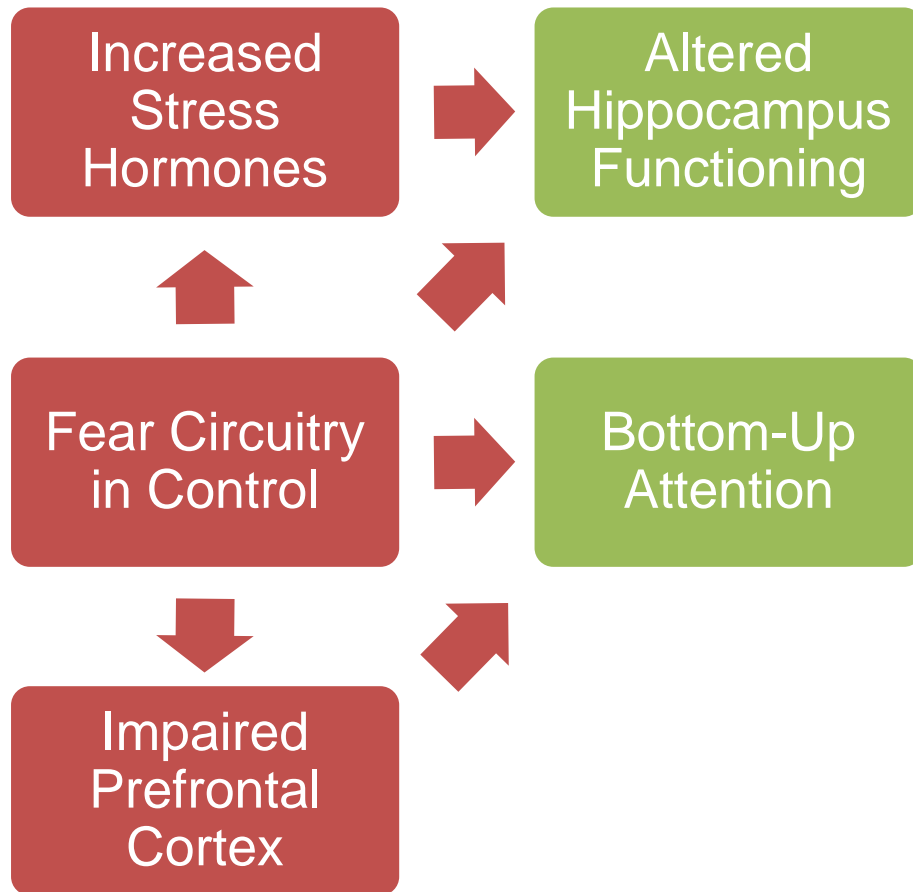 Increased
Stress
Hormones
Altered
Hippocampus
Functioning
Fear Circuitry
in Control
Bottom-Up
Attention
Impaired
Prefrontal
Cortex